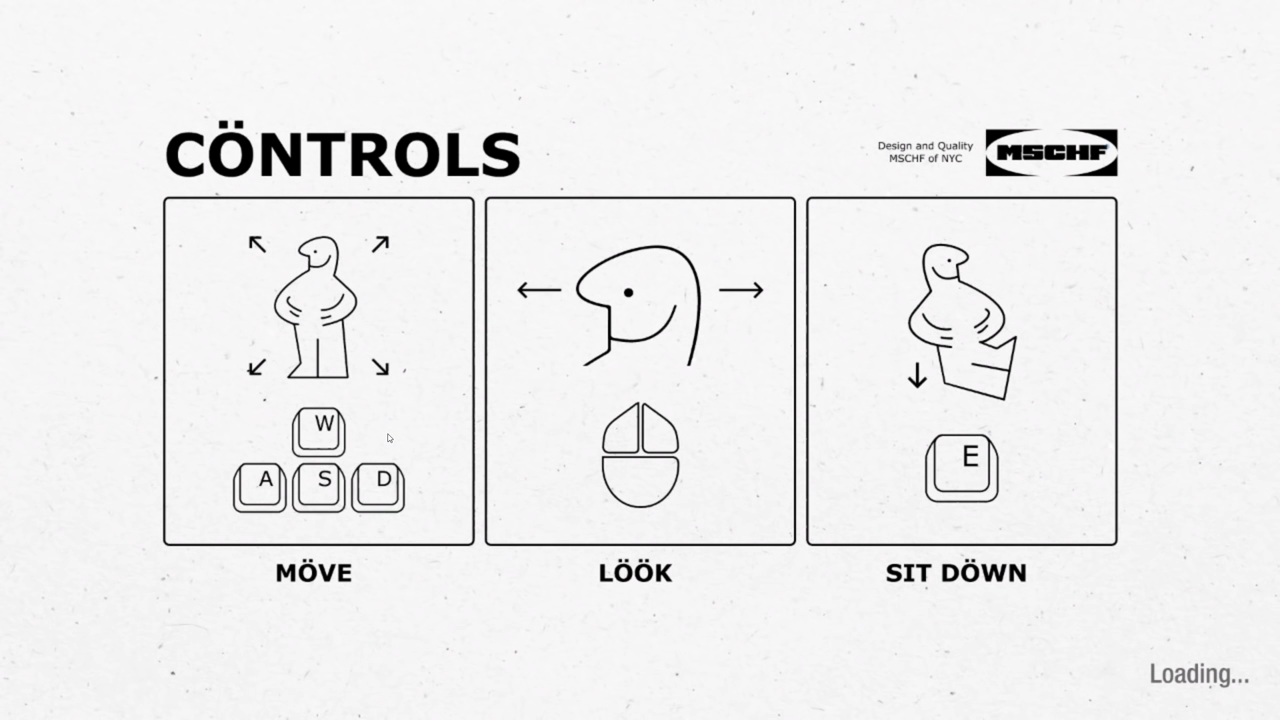 CÖNTROLS
Design and Quality
MSCHF of NYC
MSCHF
W
A S D
E
MÖVE
LÖÖK
SIT DÖWN
Loading...